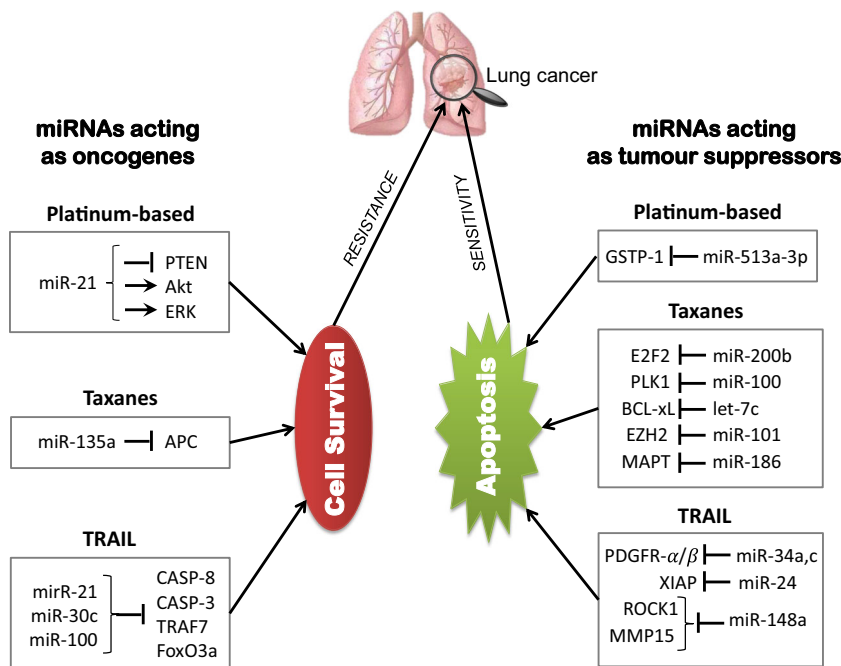 Lung cancer
miRNAs acting
as oncogenes
Platinum-based
miR-21
PTEN
Akt
ERK
Taxanes
miR-135a
APC
TRAIL
mirR-21
miR-30c
miR-100
CASP-8
CASP-3
TRAF7
FoxO3a
RESISTANCE
SENSITIVITY
Cell Survival
Apoptosis
miRNAs acting
as tumour suppressors
Platinum-based
GSTP-1 miR-513a-3p
Taxanes
E2F2 miR-200b
PLK1 miR-100
BCL-xL let-7c
EZH2 miR-101
MAPT miR-186
TRAIL
PDGFR-α/β miR-34a,c
XIAP miR-24
ROCK1
MMP15
miR-148a